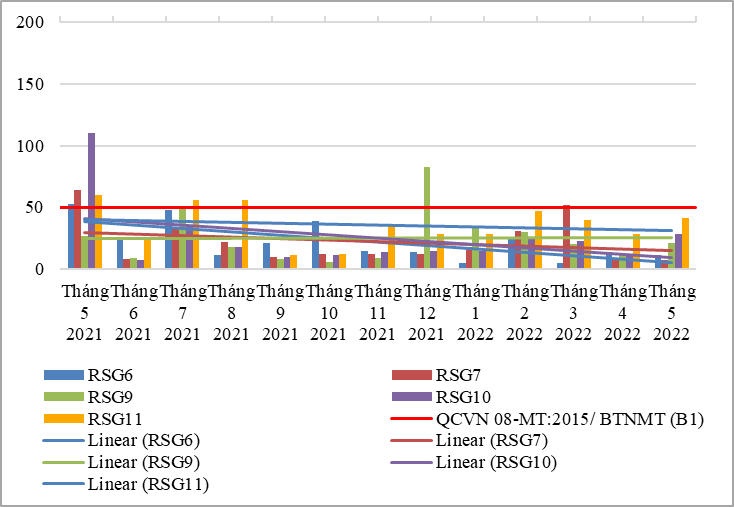 200
150
100
50
0
Tháng Tháng Tháng Tháng Tháng Tháng Tháng Tháng Tháng Tháng Tháng Tháng Tháng
5 6 7 8 9 10 11 12 1 2 3 4 5
2021 2021 2021 2021 2021 2021 2021 2021 2022 2022 2022 2022 2022
RSG6 RSG7
RSG9 RSG10
RSG11 QCVN 08-MT:2015/ BTNMT (B1)
Linear (RSG6) Linear (RSG7)
Linear (RSG9) Linear (RSG10)
Linear (RSG11)